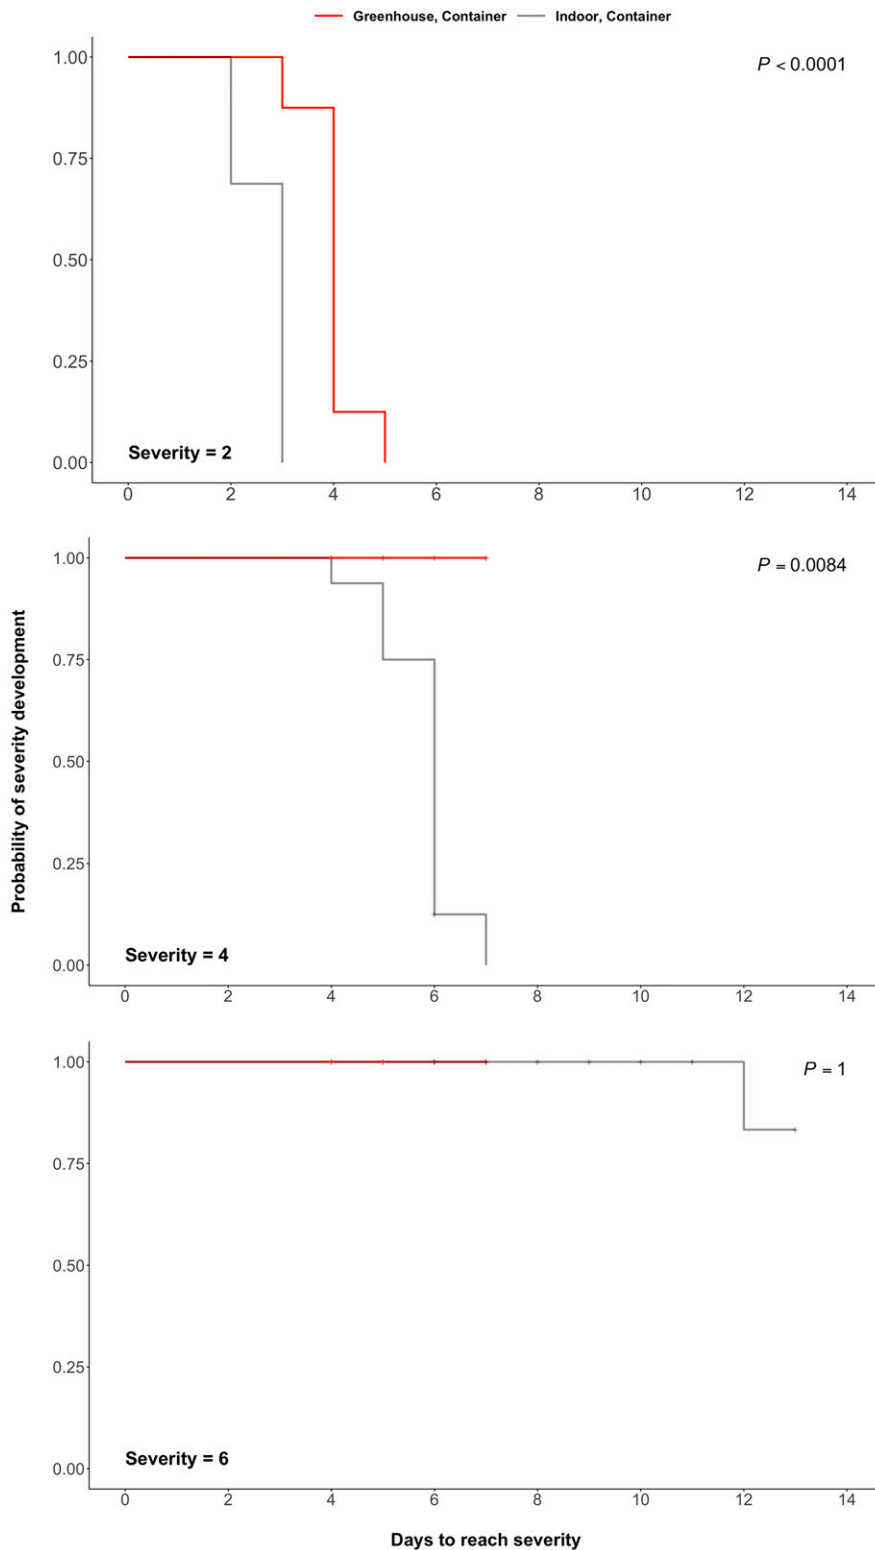 Greenhouse, Container Indoor, Container
1.00
P < 0.0001
0.75
0.50
0.25
Severity = 2
0.00
0 2 4 6 8 10 12 14
1.00
P = 0.0084
0.75
0.50
0.25
Severity = 4
0.00
0 2 4 6 8 10 12 14
Probability of severity development
1.00
P = 1
0.75
0.50
0.25
Severity = 6
0.00
0 2 4 6 8 10 12 14
Days to reach severity